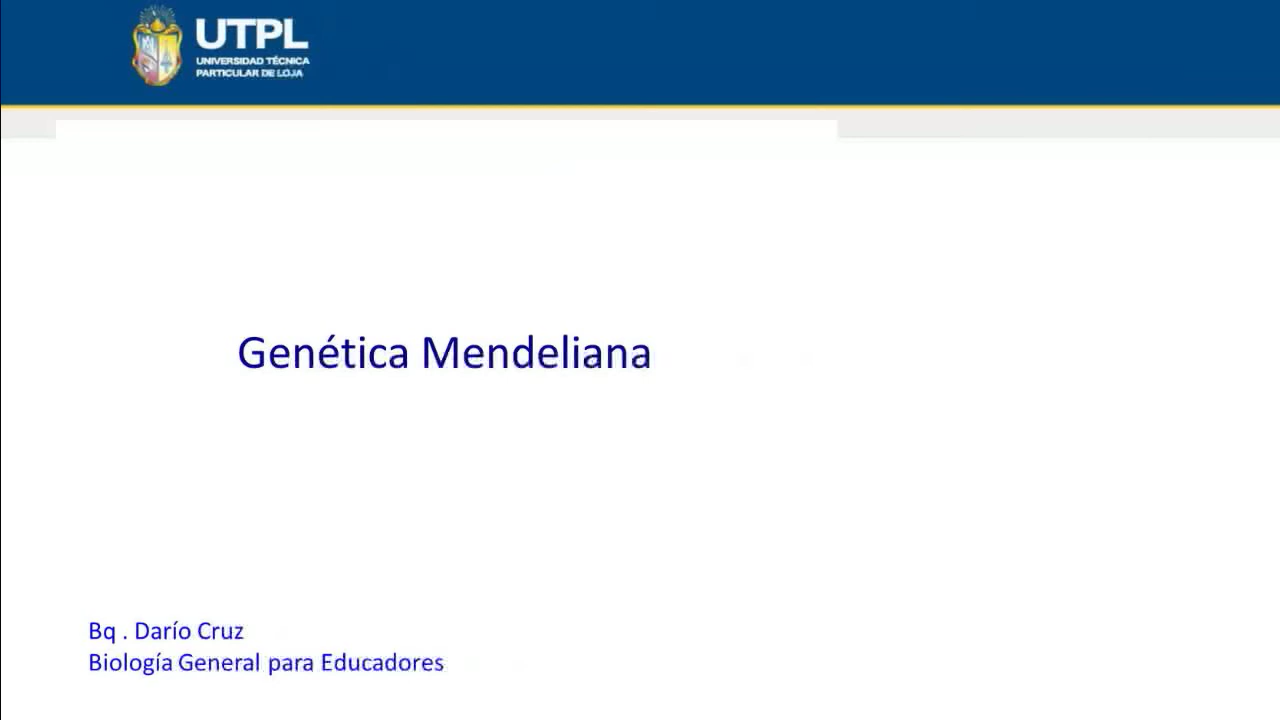 UTPL
UNIVERSIDAD TÉCNICA
PARTICULAR DE LOJA
Genética Mendeliana
Bq . Darío Cruz
Biología General para Educadores